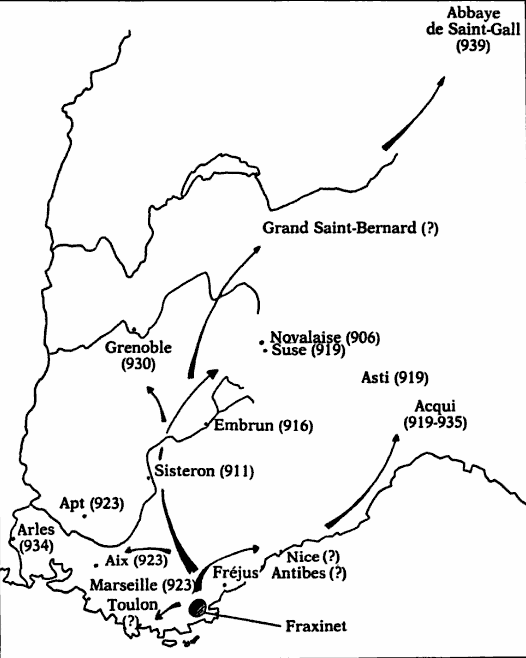 Abbaye
de Saint-Gall
(939)
Grand Saint-Bernard (?)
Novalaise (906)
Suse (919)
Grenoble
(930)
Asti (919)
Acqui
(919-935)
Embrun (916)
Sisteron (911)
Apt (923)
Arles
(934)
Aix (923)
Nice (?)
Antibes (?)
Fréjus
Marseille (923)
Toulon
(?)
Fraxinet